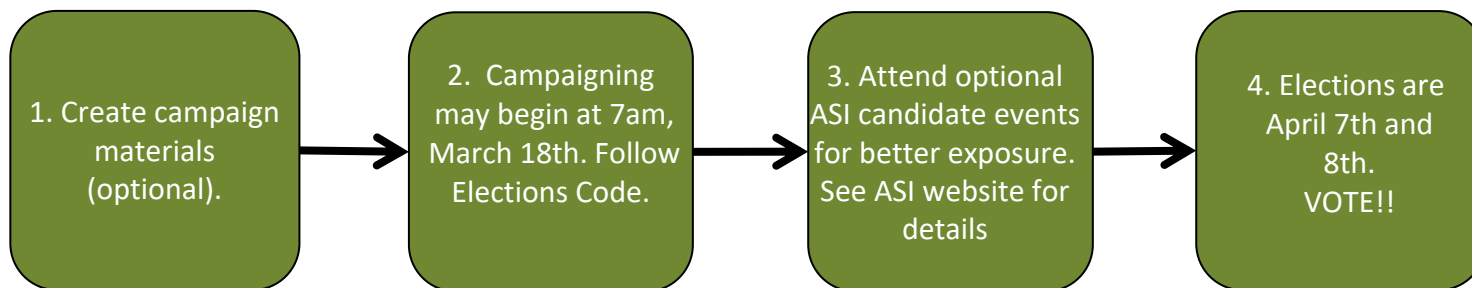 1. Create campaign
materials
(optional).
2. Campaigning
may begin at 7am,
March 18th. Follow
Elections Code.
3. Attend optional
ASI candidate events
for better exposure.
See ASI website for
details
4. Elections are
April 7th and
8th.
VOTE!!